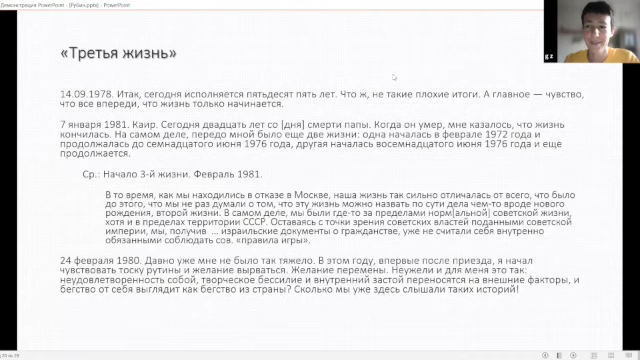 Демонстрация PowerPoint - [Рубин.pptx] - PowerPoint
g z
«Третья жизнь»
14.09.1978. Итак, сегодня исполняется пятьдесят пять лет. Что ж, не такие плохие итоги. А главное — чувство,
что все впереди, что жизнь только начинается.
7 января 1981. Каир. Сегодня двадцать лет со [дня] смерти папы. Когда он умер, мне казалось, что жизнь
кончилась. На самом деле, передо мной было еще две жизни: одна началась в феврале 1972 года и
продолжалась до семнадцатого июня 1976 года, другая началась восемнадцатого июня 1976 и еще
продолжается.
Ср.: Начало 3-й жизни. Февраль 1981.
В то время, как мы находились в отказе в Москве, наша жизнь так сильно отличалась от всего, что было
до этого, что мы не раз думали о том, что эту жизнь можно назвать по сути дела чем-то вроде нового
рождения, второй жизни. В самом деле, мы были где-то за пределами норм[альной] советской жизни,
хотя и в пределах территории СССР. Оставаясь с точки зрения советских властей поданными советской
империи, мы, получив ... израильские документы о гражданстве, уже не считали себя внутренно
обязанными соблюдать сов. «правила игры».
24 февраля 1980. Давно уже мне не было так тяжело. В этом году, впервые после приезда, я начал
чувствовать тоску рутины и желание вырваться. Желание перемены. Неужели и для меня это так:
неудовлетворенность собой, творческое бессилие и внутренний застой переносятся на внешние факторы, и
бегство от себя выглядит как бегство из страны? Сколько мы уже здесь слышали таких историй!